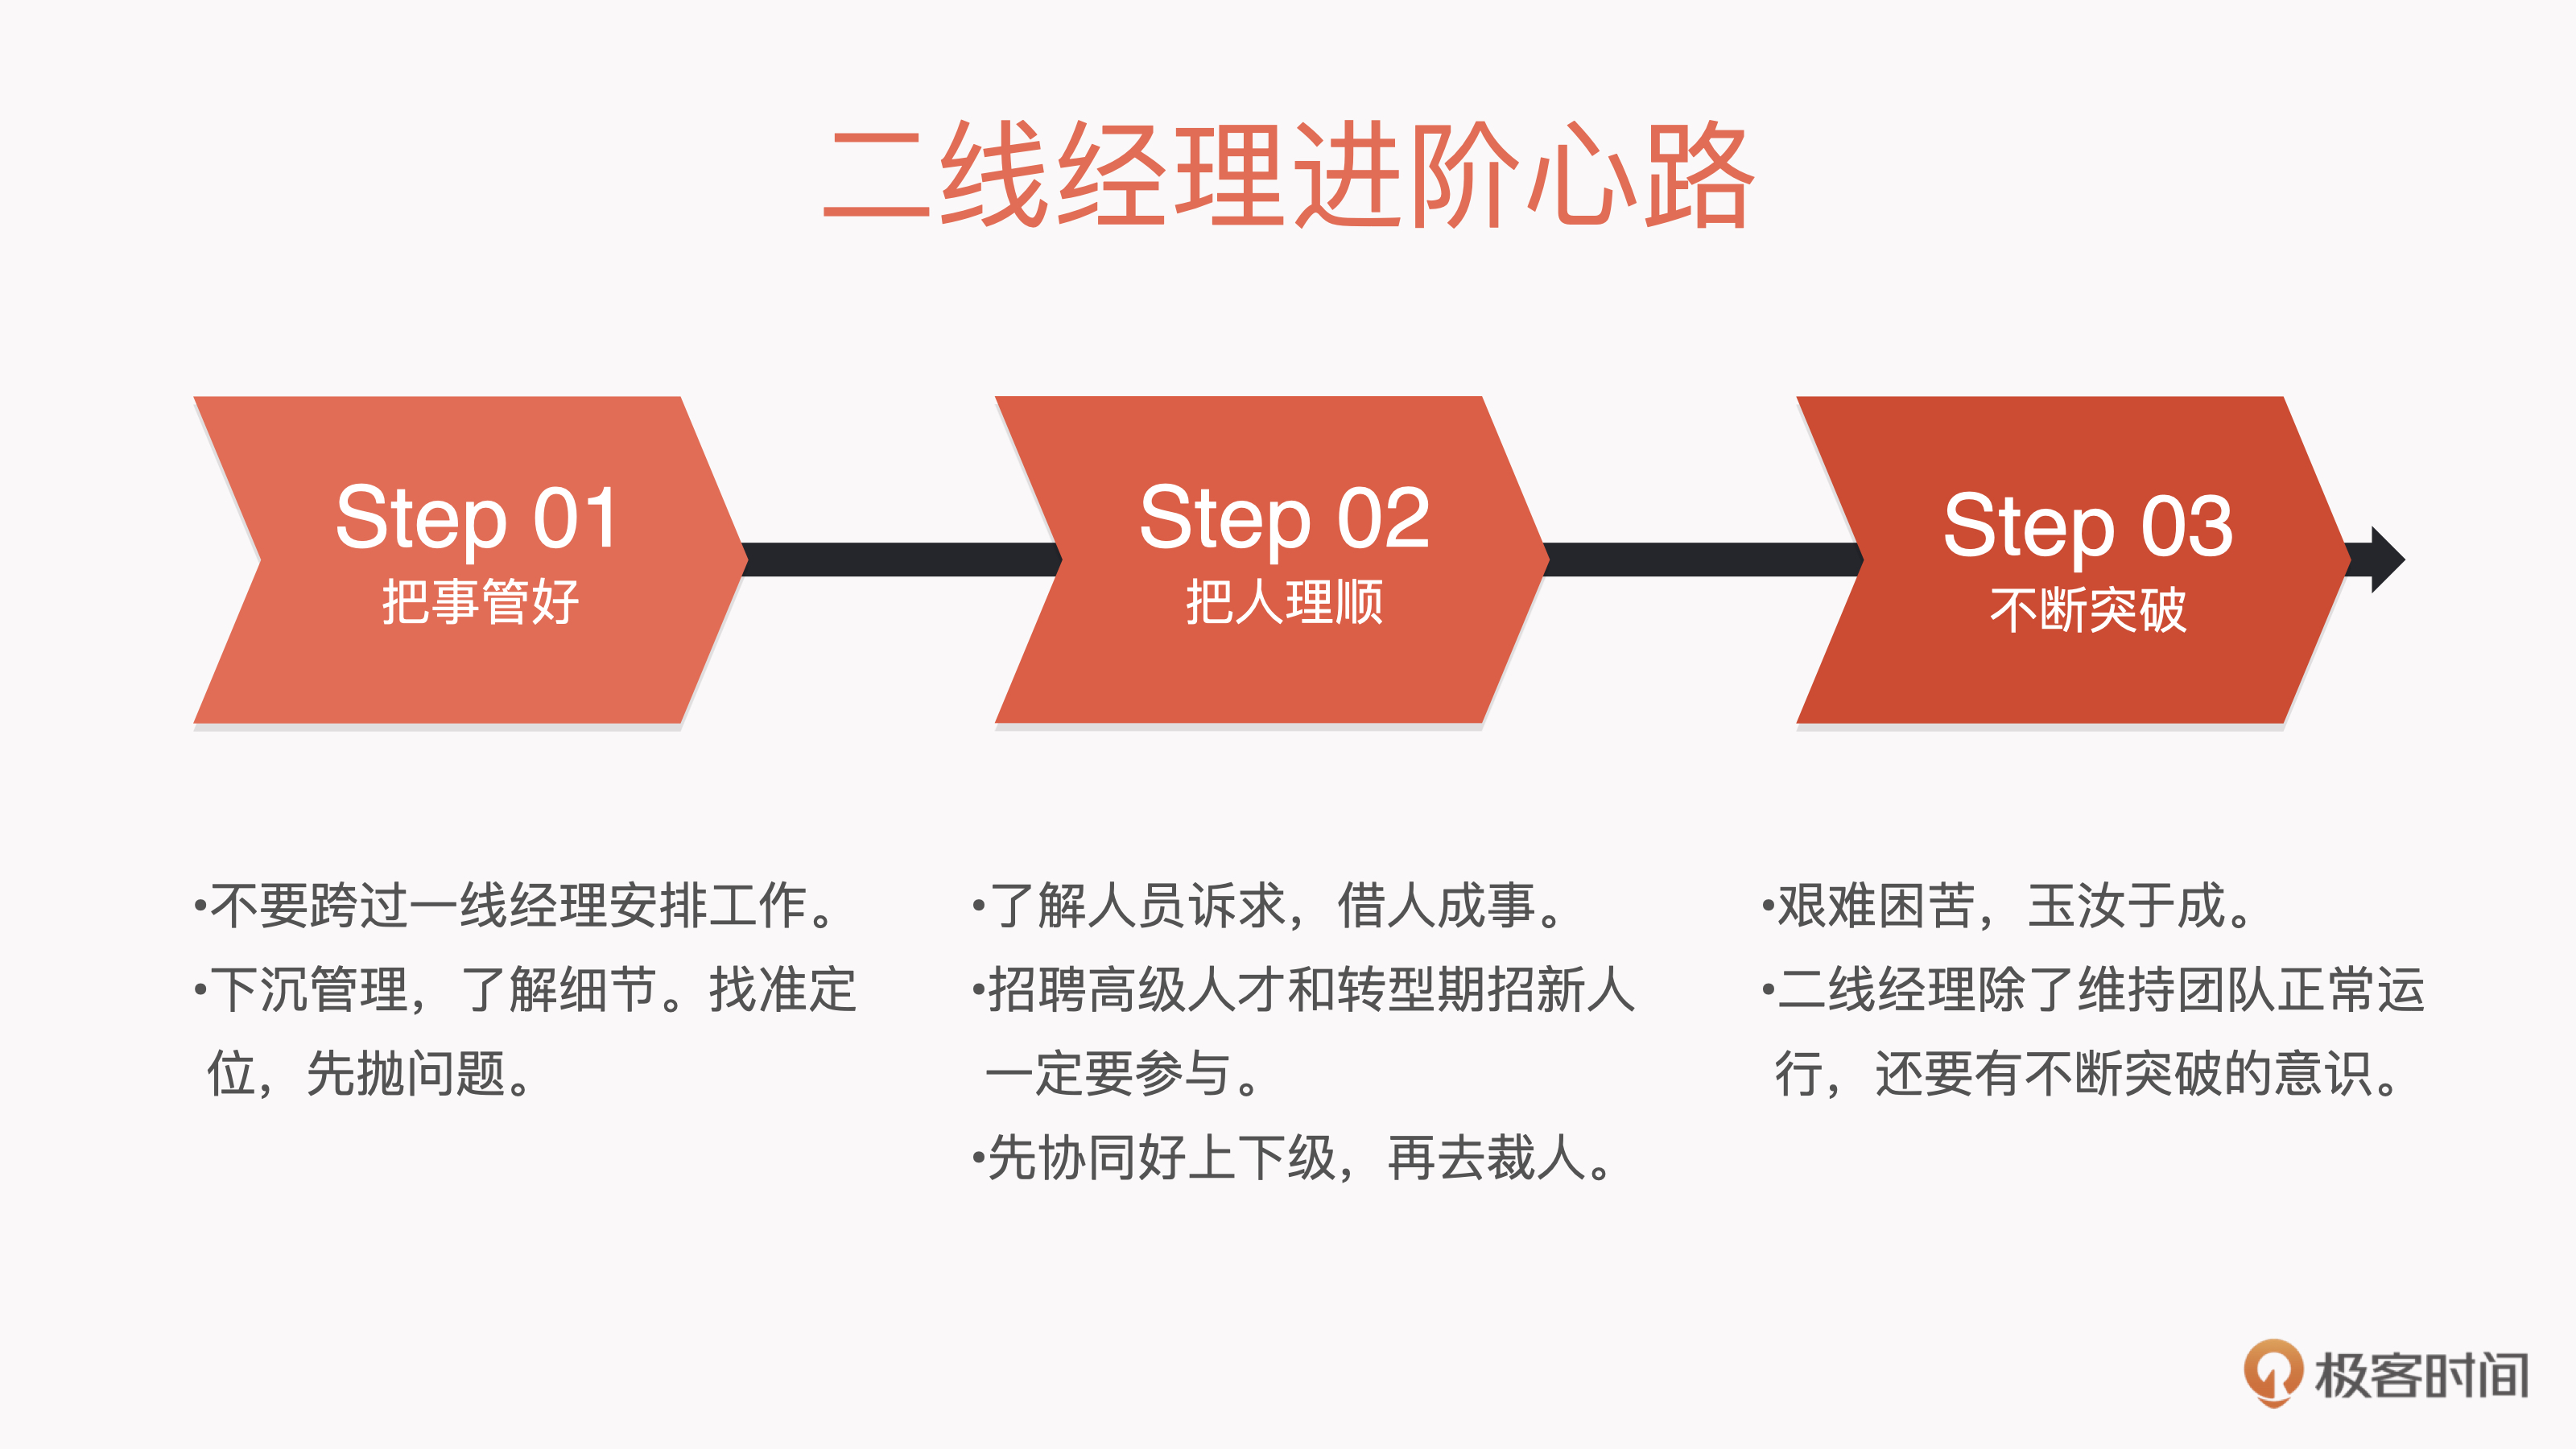 二线经理进阶心路
Step 01
把事管好
Step 02
把人理顺
Step 03
不断突破
•不要跨过一线经理安排工作。
•下沉管理，了解细节。找准定
位，先抛问题。
•了解人员诉求，借人成事。
•招聘高级人才和转型期招新人
一定要参与。
•先协同好上下级，再去裁人。
•艰难困苦，玉汝于成。
•二线经理除了维持团队正常运
行，还要有不断突破的意识。
极客时间